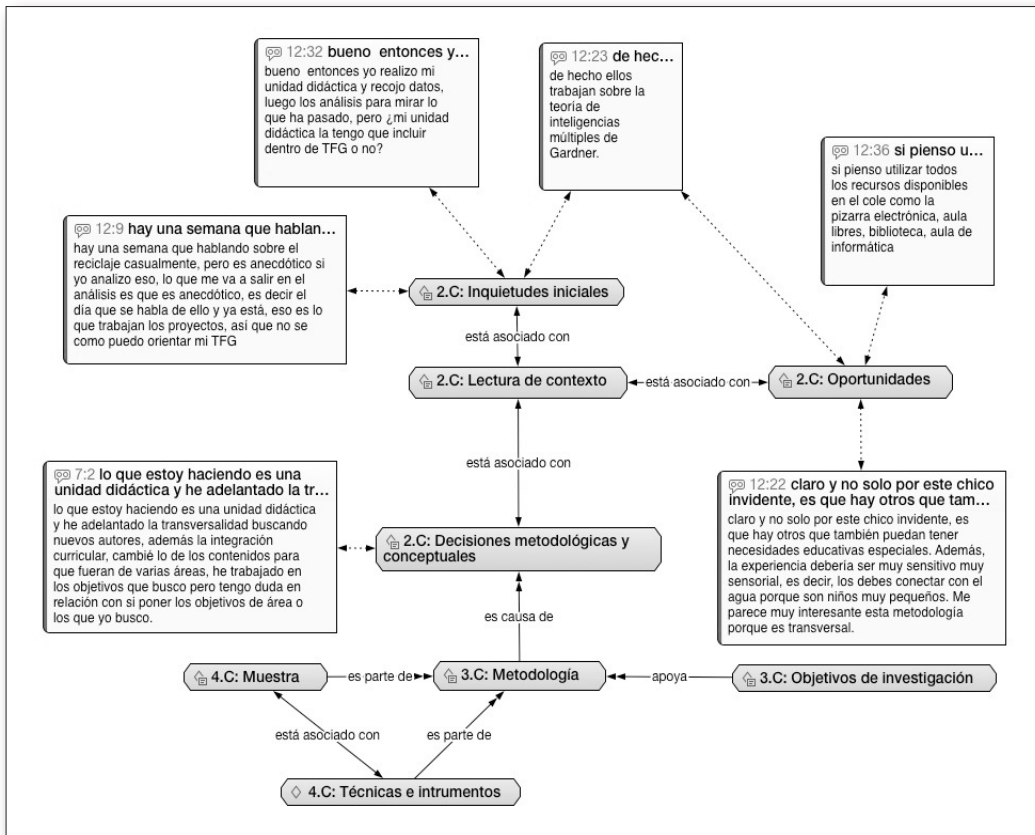 12:32 bueno  entonces y…
bueno  entonces yo realizo mi
unidad didáctica y recojo datos,
luego los análisis para mirar lo
que ha pasado, pero ¿mi unidad
didáctica la tengo que incluir
dentro de TFG o no?
12:23 de hec…
de hecho ellos
trabajan sobre la
teoría de
inteligencias
múltiples de
Gardner.
12:36 si pienso u…
si pienso utilizar todos
los recursos disponibles
en el cole como la
pizarra electrónica, aula
libres, biblioteca, aula de
informática
12:9 hay una semana que hablan…
hay una semana que hablando sobre el
reciclaje casualmente, pero es anecdótico si
yo analizo eso, lo que me va a salir en el
análisis es que es anecdótico, es decir el
día que se habla de ello y ya está, eso es lo
que trabajan los proyectos, así que no se
como puedo orientar mi TFG
2.C: Inquietudes iniciales
está asociado con
2.C: Lectura de contexto
está asociado con
2.C: Oportunidades
está asociado con
7:2 lo que estoy haciendo es una
unidad didáctica y he adelantado la tr…
lo que estoy haciendo es una unidad didáctica
y he adelantado la transversalidad buscando
nuevos autores, además la integración
curricular, cambié lo de los contenidos para
que fueran de varias áreas, he trabajado en
los objetivos que busco pero tengo duda en
relación con si poner los objetivos de área o
los que yo busco.
12:22 claro y no solo por este chico
invidente, es que hay otros que tam…
claro y no solo por este chico invidente, es
que hay otros que también puedan tener
necesidades educativas especiales. Además,
la experiencia debería ser muy sensitivo muy
sensorial, es decir, los debes conectar con el
agua porque son niños muy pequeños. Me
parece muy interesante esta metodología
porque es transversal.
2.C: Decisiones metodológicas y
conceptuales
es causa de
4.C: Muestra
es parte de
3.C: Metodología
apoya
3.C: Objetivos de investigación
está asociado con
es parte de
4.C: Técnicas e intrumentos